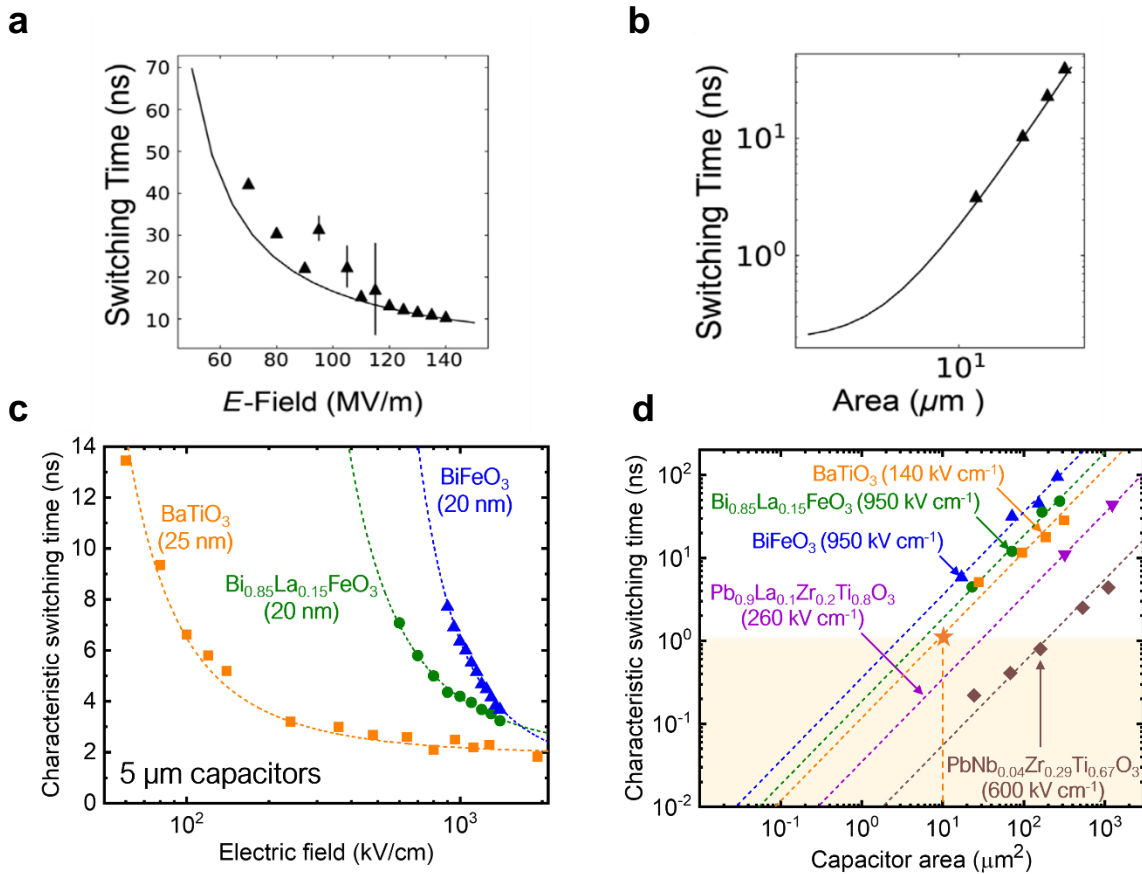 a
Switching Time (ns)
70
60
50
40
30
20
10
60 80 100 120 140
E-Field (MV/m)
b
Switching Time (ns)
10¹
10⁰
10¹
Area (μm )
c
Characteristic switching time (ns)
14
12
10
8
6
4
2
0
BaTiO₃
(25 nm)
Bi₀.₈₅La₀.₁₅FeO₃
(20 nm)
BiFeO₃
(20 nm)
5 μm capacitors
10² 10³
Electric field (kV/cm)
d
Characteristic switching time (ns)
10²
10¹
10⁰
10⁻¹
10⁻²
BaTiO₃ (140 kV cm⁻¹)
Bi₀.₈₅La₀.₁₅FeO₃ (950 kV cm⁻¹)
BiFeO₃ (950 kV cm⁻¹)
Pb₀.₉La₀.₁Zr₀.₂Ti₀.₈O₃
(260 kV cm⁻¹)
PbNb₀.₀₄Zr₀.₂₉Ti₀.₆₇O₃
(600 kV cm⁻¹)
10⁻¹ 10⁰ 10¹ 10² 10³
Capacitor area (μm²)